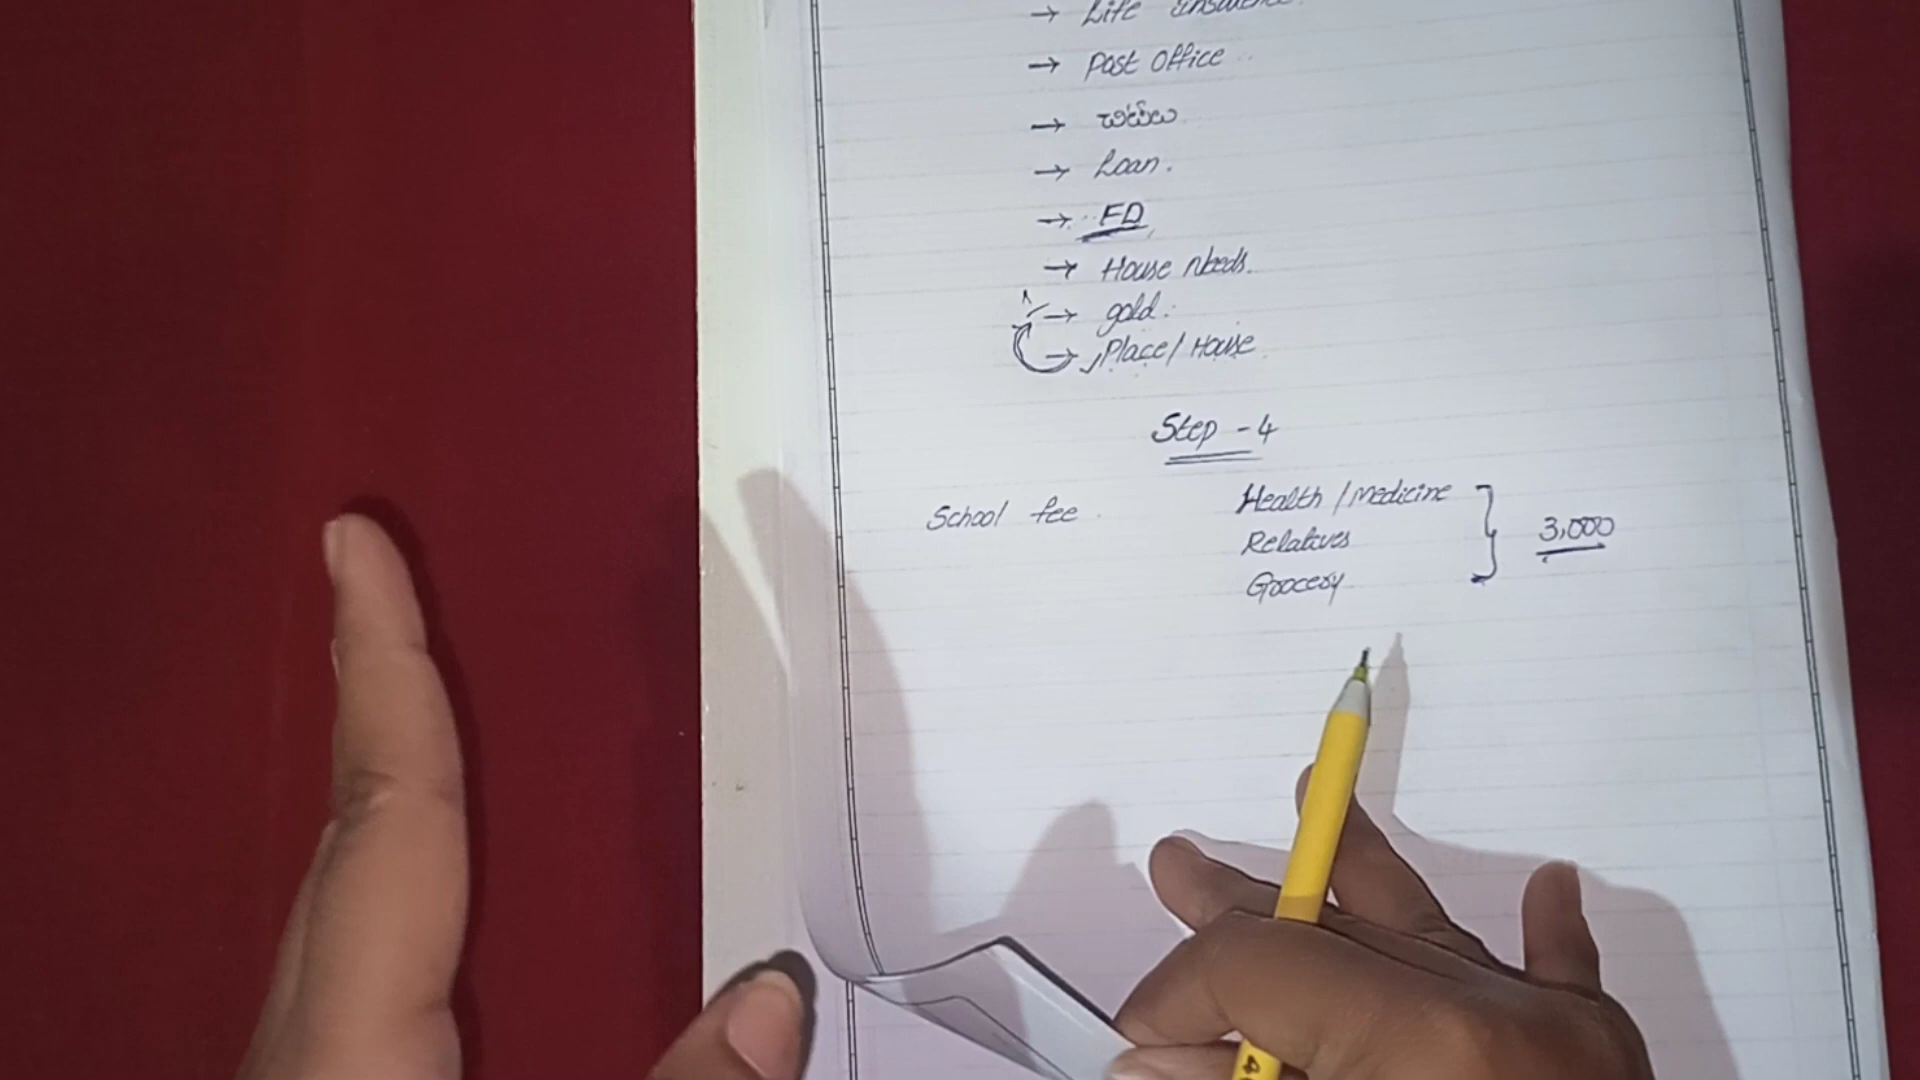 → Life
→ Post Office
→ Loan.
→ FD
→ House Needs.
→ gold.
→ Place/House
Step - 4
School fee
Health/Medicine
Relatives
Grocery
3,000